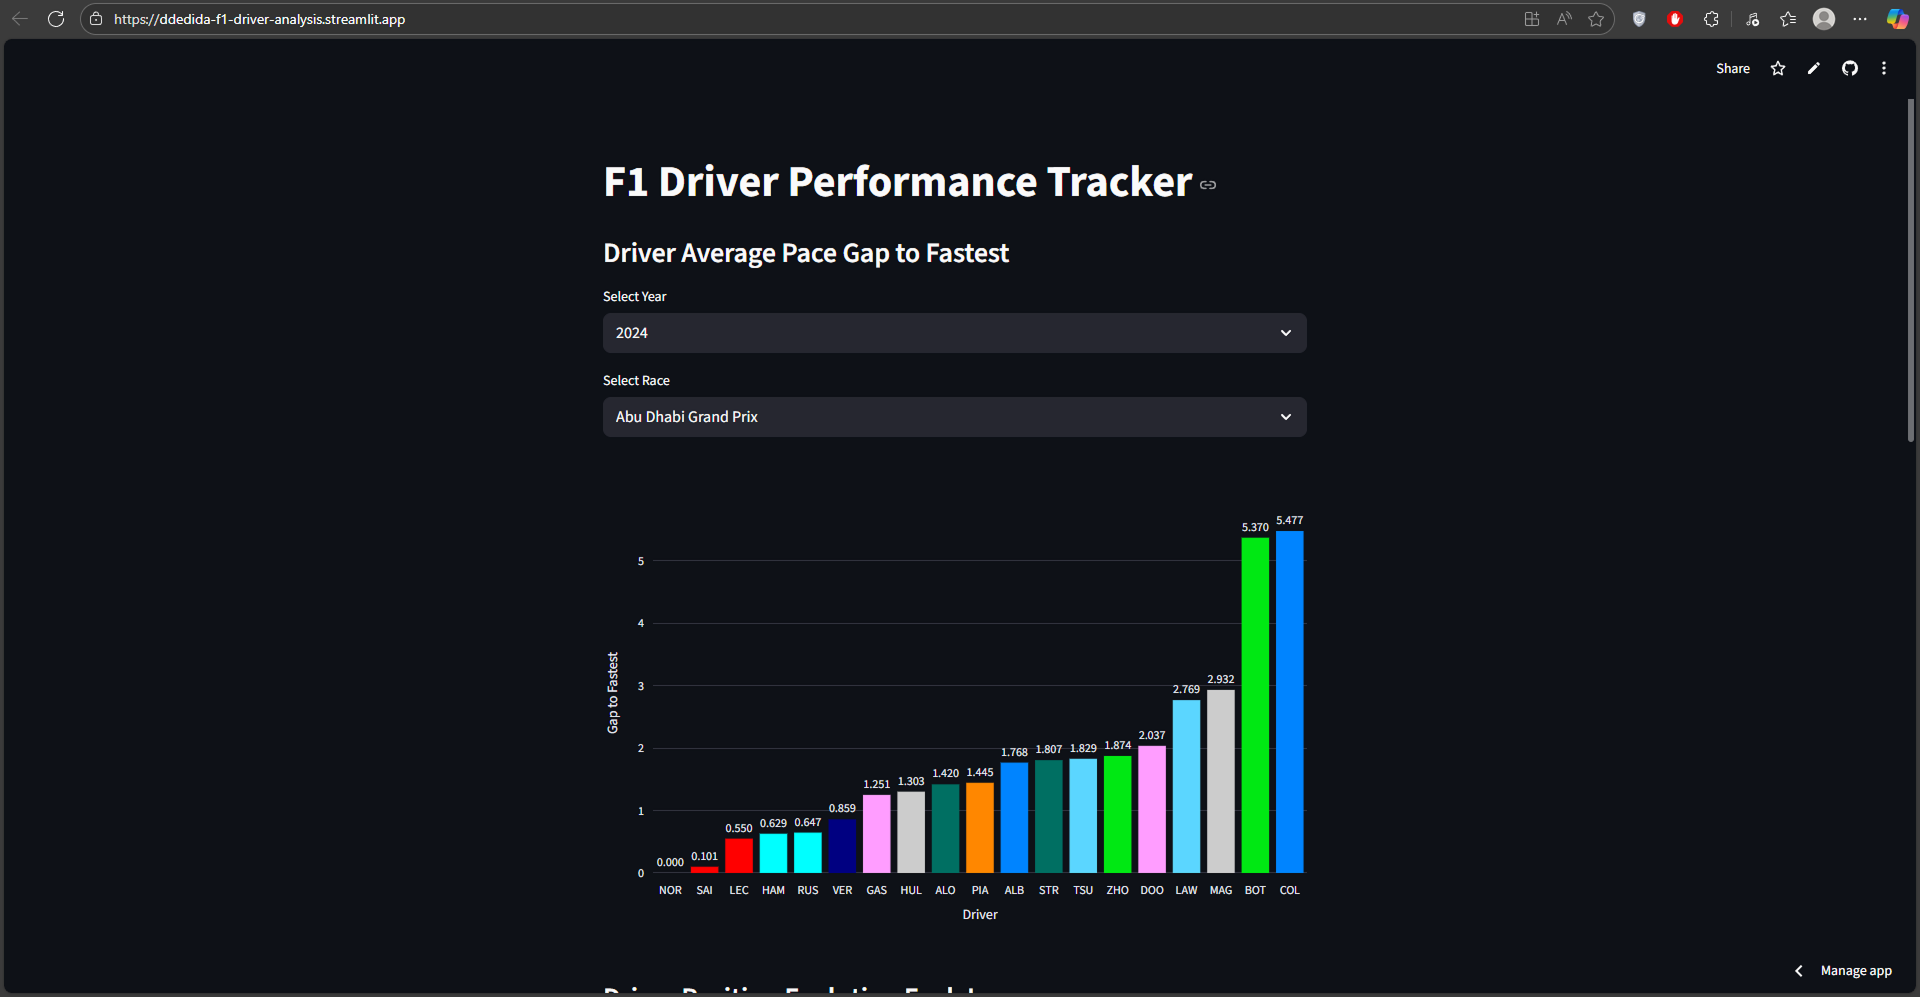 https://ddedida-f1-driver-analysis.streamlit.app
Share
F1 Driver Performance Tracker
Driver Average Pace Gap to Fastest
Select Year
2024
Select Race
Abu Dhabi Grand Prix
5.370 5.477
5
4
3
2.769 2.932
2
1.768 1.807 1.829 1.874 2.037
1.251 1.303 1.420 1.445
1
0.859
0.550 0.629 0.647
0.000 0.101
0
Gap to Fastest
NOR SAI LEC HAM RUS VER GAS HUL ALO PIA ALB STR TSU ZHO DOO LAW MAG BOT COL
Driver
Manage app